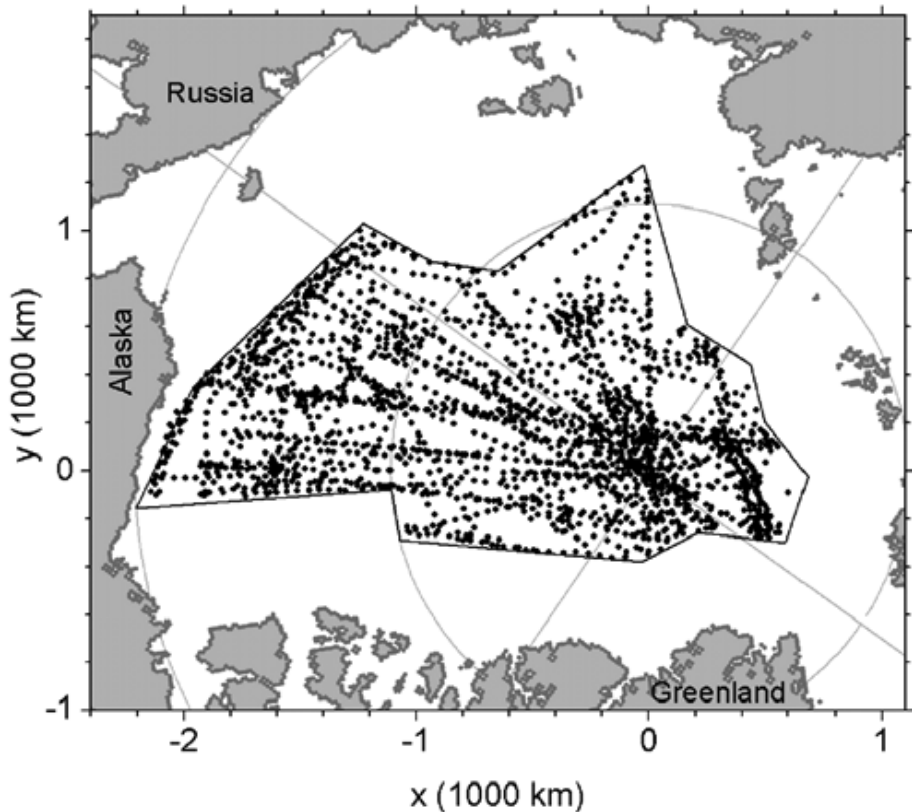 Russia
1
Alaska
y (1000 km)
0
Greenland
-1
-2
-1
0
1
x (1000 km)